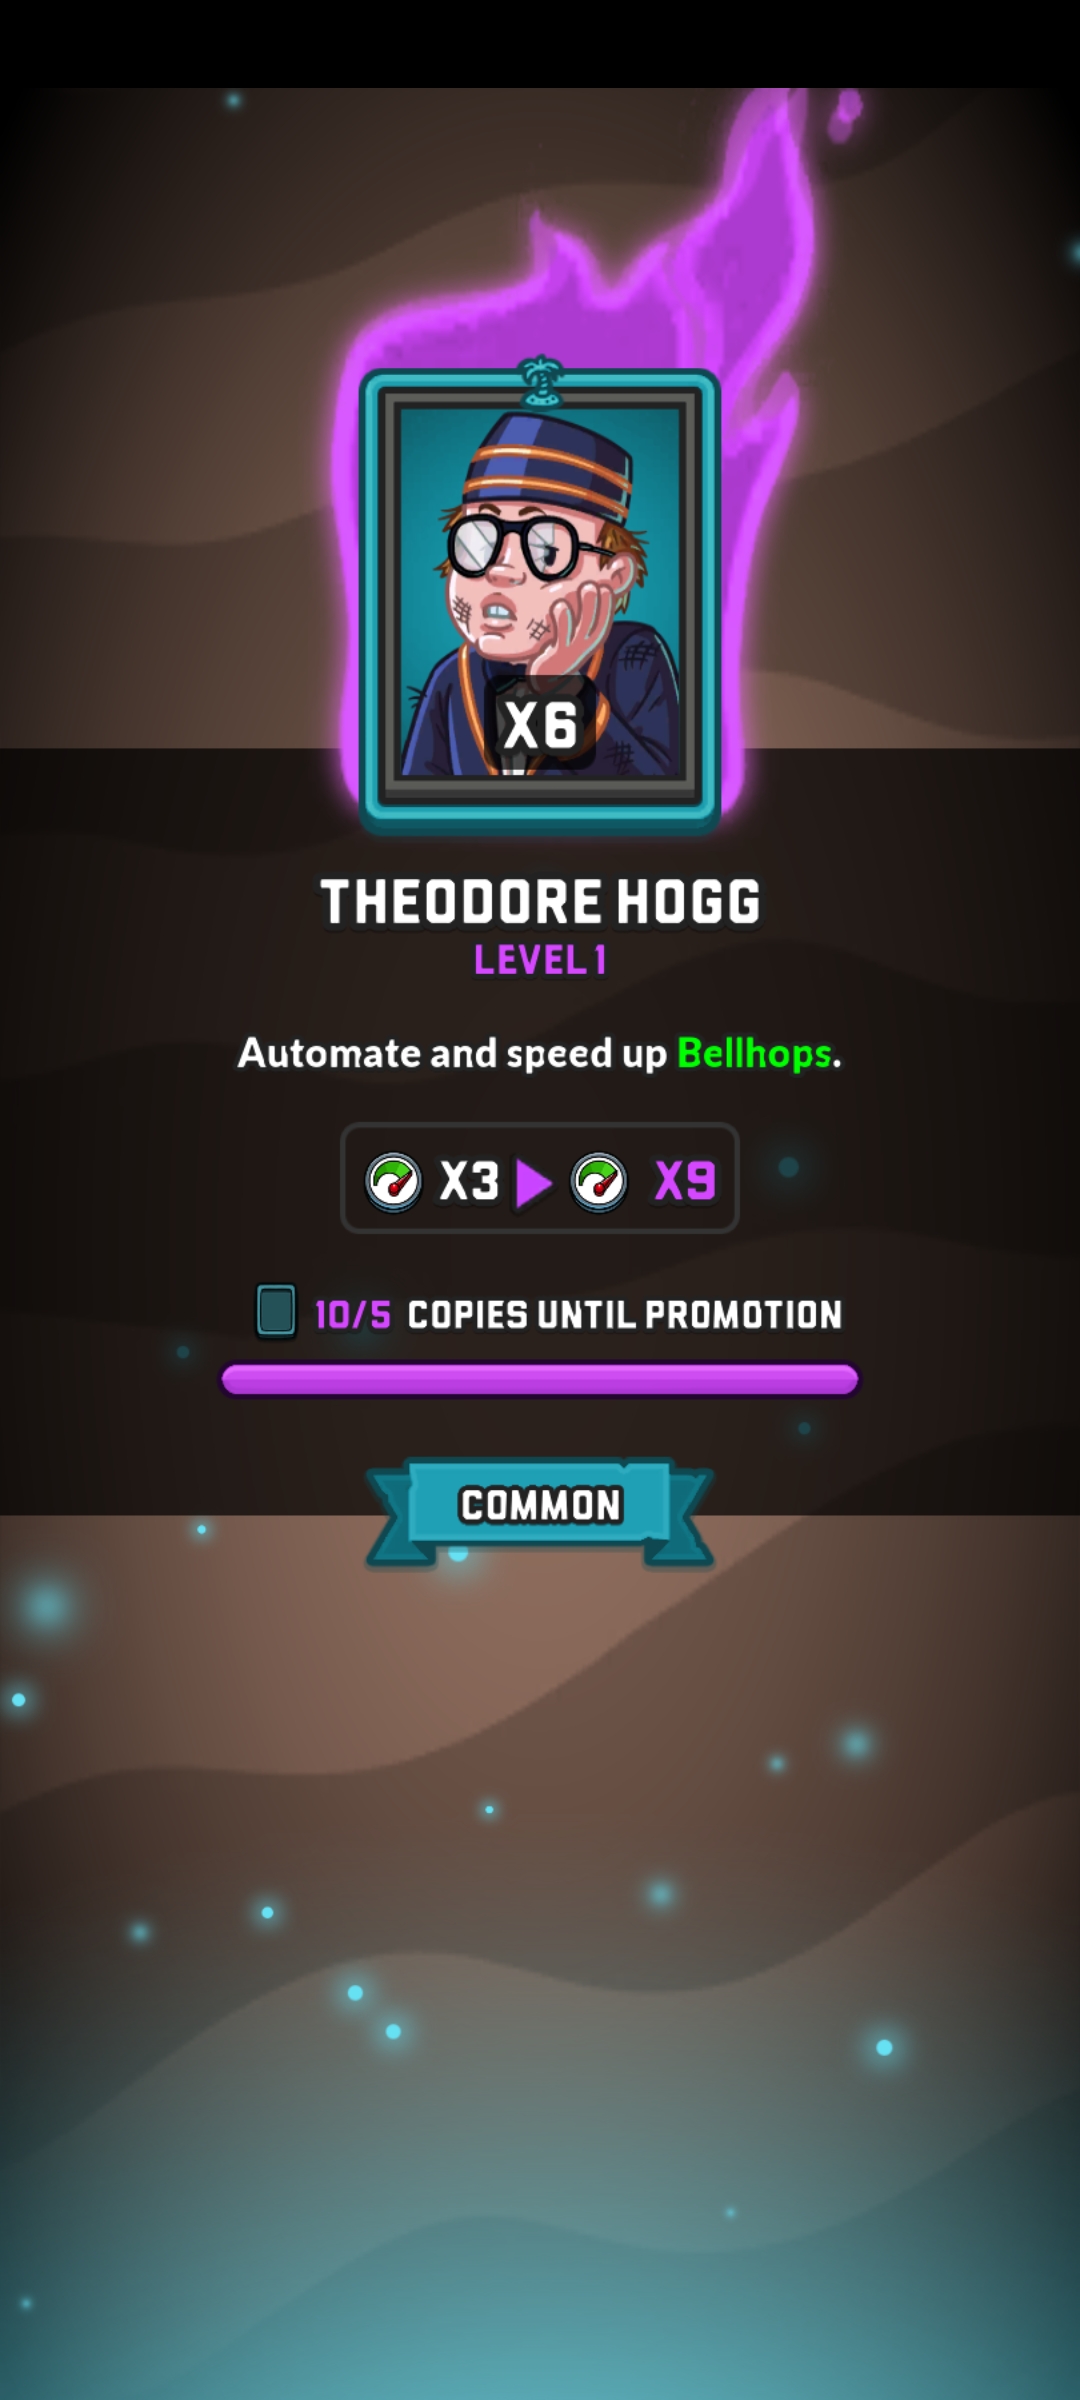 X6
THEODORE HOGG
LEVEL 1
Automate and speed up Bellhops.
X3 X9
10/5 COPIES UNTIL PROMOTION
COMMON